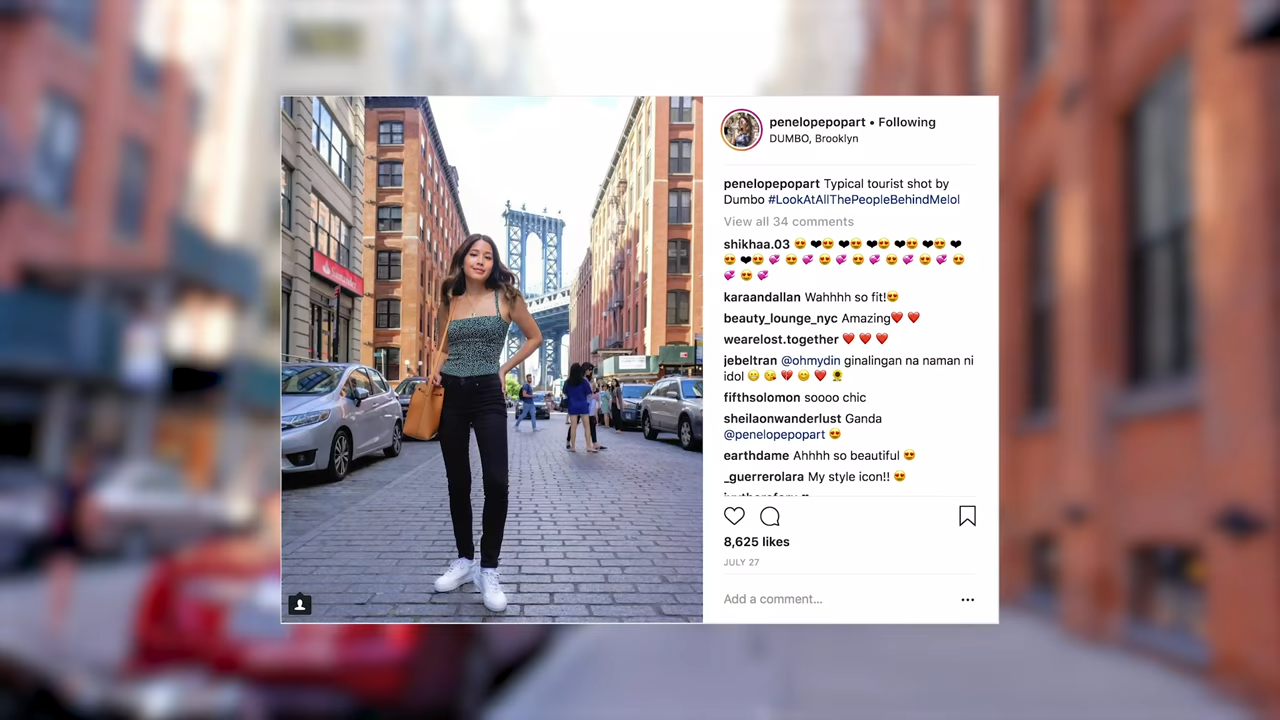 penelopepopart • Following
DUMBO, Brooklyn
penelopepopart Typical tourist shot by
Dumbo #LookAtAllThePeopleBehindMelol
View all 34 comments
shikhaa.03 😍 🖤😍 🖤😍 🖤😍 🖤😍 🖤😍 🖤
😍 🖤😍 💞 😍 💞 😍 💞 😍 💞 😍 💞 😍 💞 😍
💞 😍 💞
karaandallan Wahhhh so fit!😍
beauty_lounge_nyc Amazing❤️ ❤️
wearelost.together ❤️ ❤️ ❤️
jebeltran @ohmydin ginalingan na naman ni
idol 😁 😘 💔 😊 ❤️ 🌻
fifthsolomon soooo chic
sheilaonwanderlust Ganda
@penelopepopart 😍
earthdame Ahhhh so beautiful 😍
_guerrerolara My style icon!! 😍
8,625 likes
JULY 27
Add a comment...